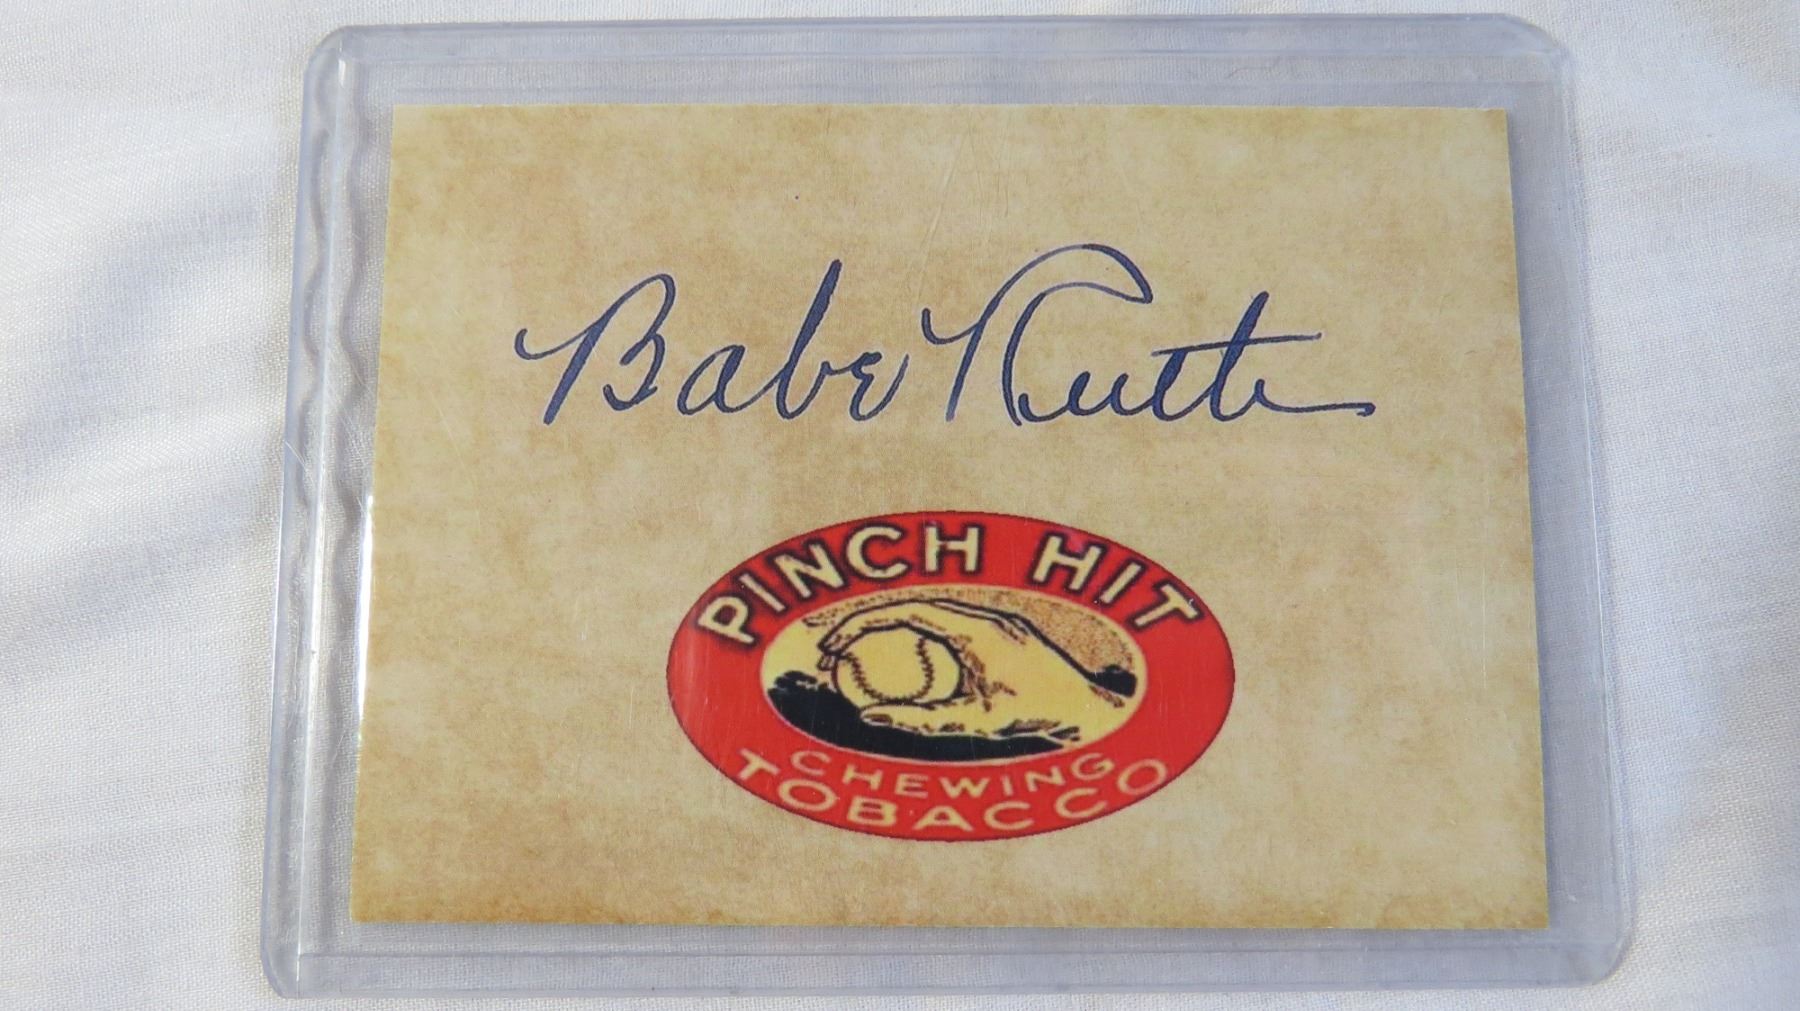 Babe Ruth
PINCH HIT
CHEWING
TOBACCO